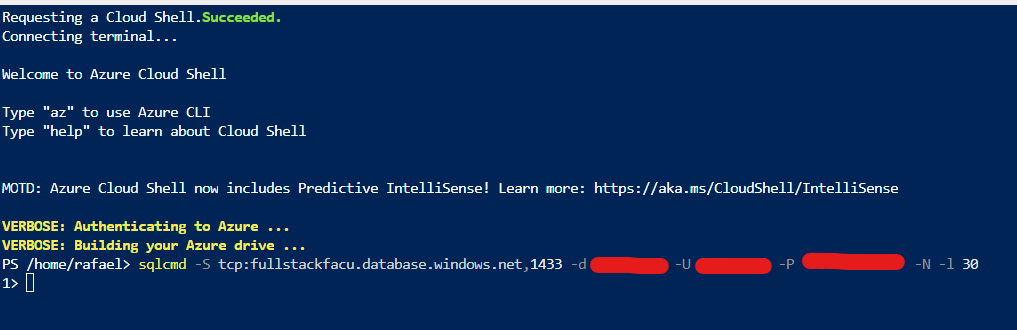 Requesting a Cloud Shell.Succeeded.
Connecting terminal...
Welcome to Azure Cloud Shell
Type "az" to use Azure CLI
Type "help" to learn about Cloud Shell
MOTD: Azure Cloud Shell now includes Predictive IntelliSense! Learn more: https://aka.ms/CloudShell/IntelliSense
VERBOSE: Authenticating to Azure ...
VERBOSE: Building your Azure drive ...
PS /home/rafael> sqlcmd -S tcp:fullstackfacu.database.windows.net,1433 -d -U -P -N -l 30
1>